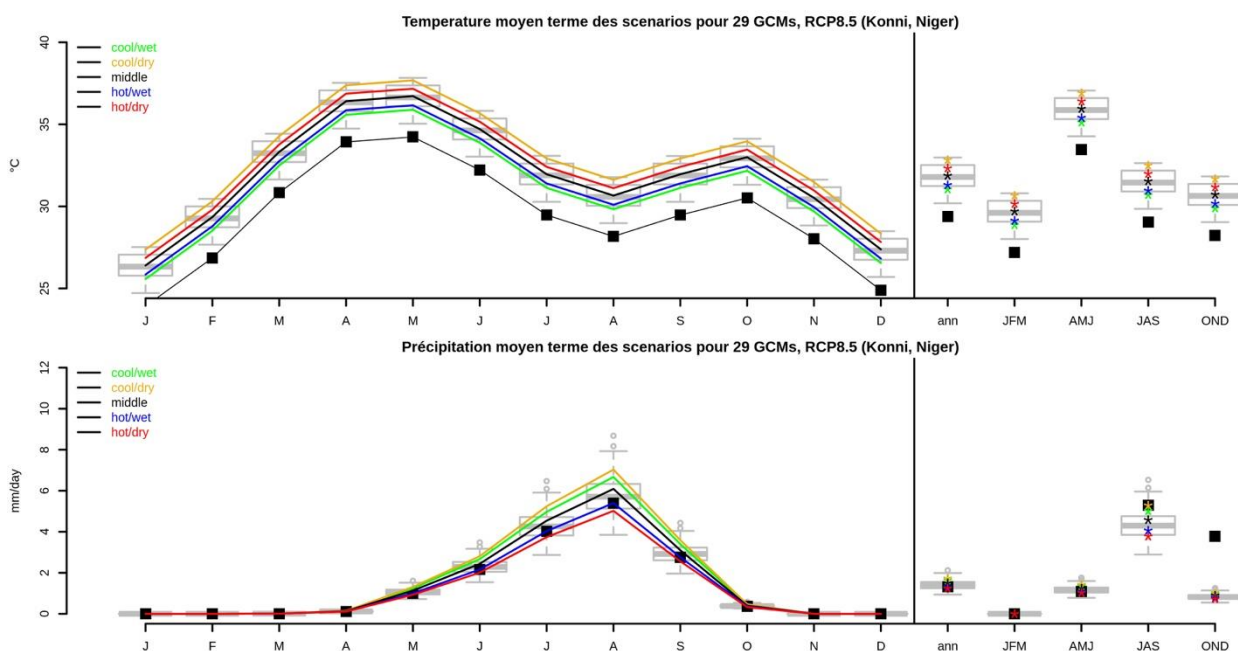 Temperature moyen terme des scenarios pour 29 GCMs, RCP8.5 (Konni, Niger)
cool/wet
cool/dry
middle
hot/wet
hot/dry
°C
40
35
30
25
J F M A M J J A S O N D ann JFM AMJ JAS OND
Précipitation moyen terme des scenarios pour 29 GCMs, RCP8.5 (Konni, Niger)
cool/wet
cool/dry
middle
hot/wet
hot/dry
mm/day
12
10
8
6
4
2
0
J F M A M J J A S O N D ann JFM AMJ JAS OND